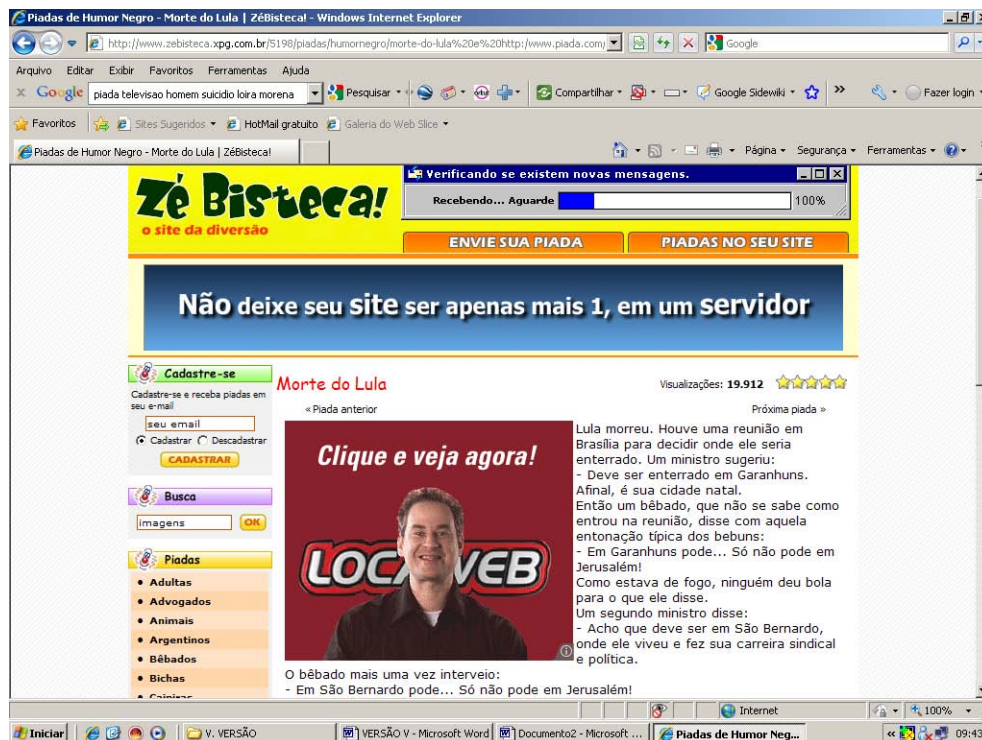 Piadas de Humor Negro - Morte do Lula | ZéBisteca! - Windows Internet Explorer
http://www.zebisteca.xpg.com.br/5198/piadas/humornegro/morte-do-lula%20e%20http:/www.piada.com/
Google
Arquivo Editar Exibir Favoritos Ferramentas Ajuda
x Google piada televisao homem suicidio loira morena Pesquisar Compartilhar Google Sidewiki » Fazer login
Favoritos Sites Sugeridos HotMail gratuito Galeria do Web Slice
Piadas de Humor Negro - Morte do Lula | ZéBisteca! Página Segurança Ferramentas
Zé Bisteca!
o site da diversão
Verificando se existem novas mensagens.
Recebendo... Aguarde 100%
ENVIE SUA PIADA PIADAS NO SEU SITE
Não deixe seu site ser apenas mais 1, em um servidor
Cadastre-se
Cadastre-se e receba piadas em
seu e-mail
seu email
Cadastrar Descadastrar
CADASTRAR
Busca
imagens OK
Piadas
• Adultas
• Advogados
• Animais
• Argentinos
• Bêbados
• Bichas
• Caipiras
Morte do Lula Visualizações: 19.912
« Piada anterior Próxima piada »
Clique e veja agora!
LOCAWEB
Lula morreu. Houve uma reunião em
Brasília para decidir onde ele seria
enterrado. Um ministro sugeriu:
- Deve ser enterrado em Garanhuns.
Afinal, é sua cidade natal.
Então um bêbado, que não se sabe como
entrou na reunião, disse com aquela
entonação típica dos bebuns:
- Em Garanhuns pode... Só não pode em
Jerusalém!
Como estava de fogo, ninguém deu bola
para o que ele disse.
Um segundo ministro disse:
- Acho que deve ser em São Bernardo,
onde ele viveu e fez sua carreira sindical
e política.
O bêbado mais uma vez interveio:
- Em São Bernardo pode... Só não pode em Jerusalém!
Internet 100%
Iniciar V. VERSÃO VERSÃO V - Microsoft Word Documento2 - Microsoft ... Piadas de Humor Neg... « 09:43